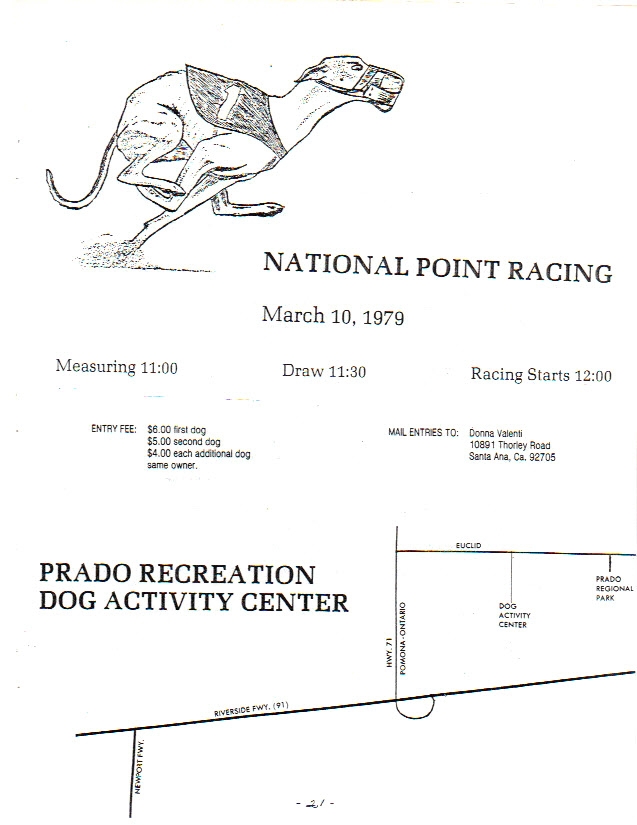 1
NATIONAL POINT RACING
March 10, 1979
Measuring 11:00
Draw 11:30
Racing Starts 12:00
ENTRY FEE: $6.00 first dog
$5.00 second dog
$4.00 each additional dog
same owner.
MAIL ENTRIES TO: Donna Valenti
10891 Thorley Road
Santa Ana, Ca. 92705
PRADO RECREATION
DOG ACTIVITY CENTER
EUCLID
PRADO
REGIONAL
PARK
DOG
ACTIVITY
CENTER
HWY. 71
POMONA-ONTARIO
RIVERSIDE FWY. (91)
NEWPORT FWY.
- 21 -